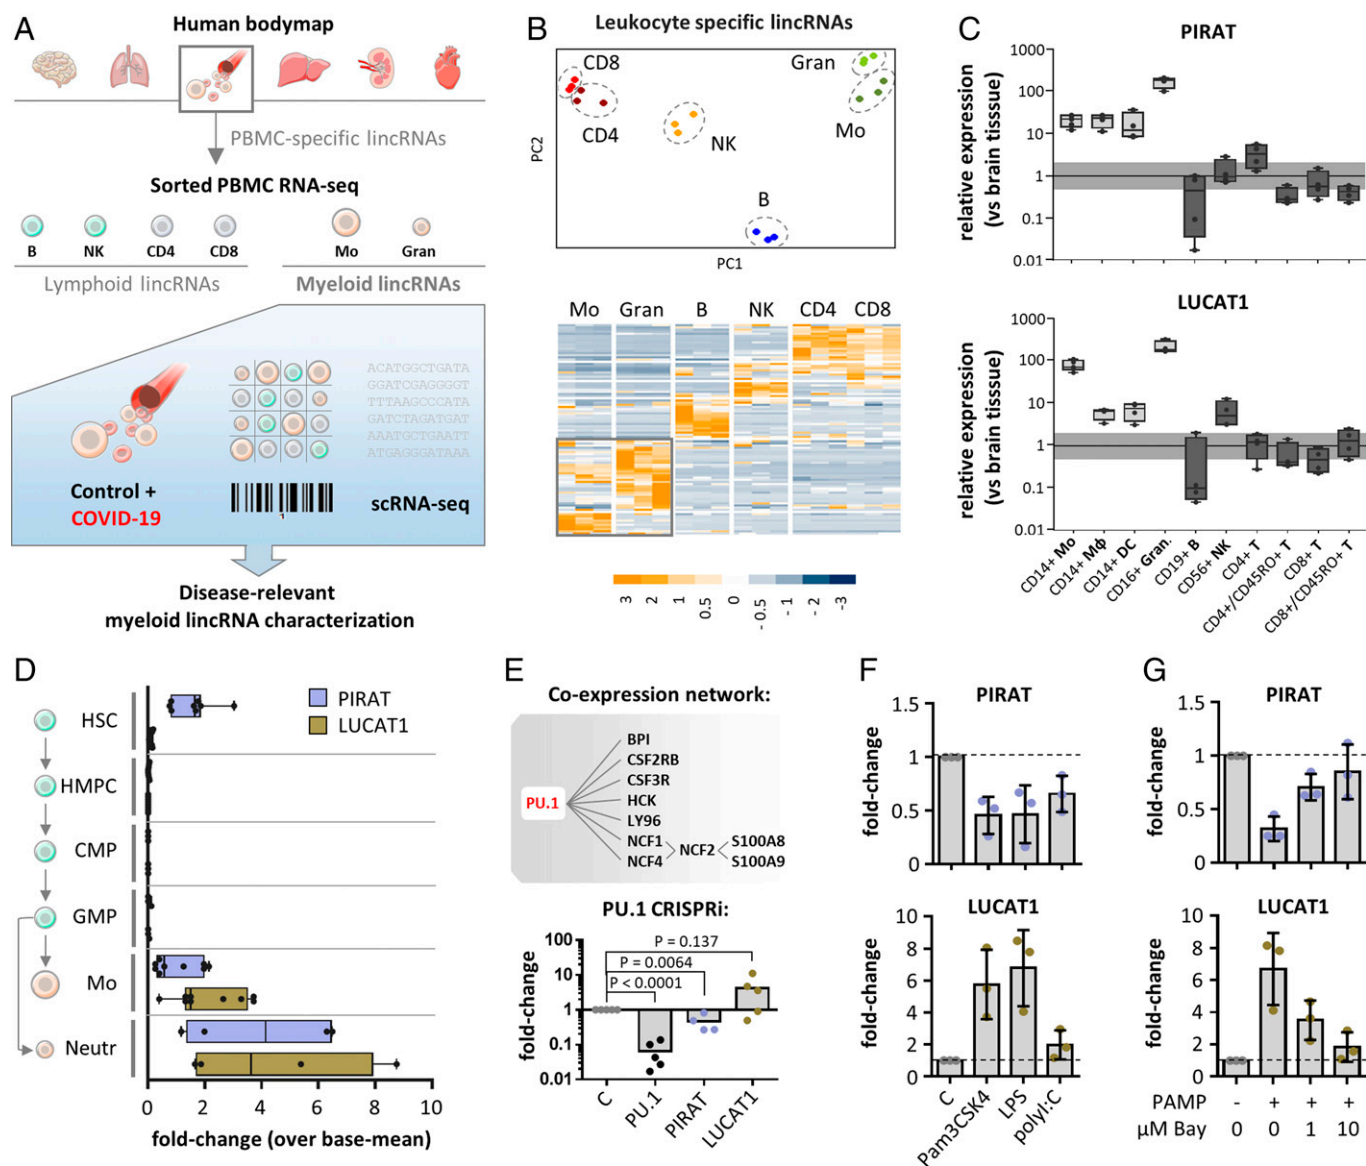 A
Human bodymap
PBMC-specific lincRNAs
Sorted PBMC RNA-seq
B NK CD4 CD8 Mo Gran
Lymphoid lincRNAs Myeloid lincRNAs
ACATGGCTGATA
GGATCGAGGGGT
TTTAAGCCCATA
GATCTAGATGAT
AAATGCTGAATT
ATGAGGGATAAA
Control +
COVID-19
1
scRNA-seq
Disease-relevant
myeloid lincRNA characterization
B
Leukocyte specific lincRNAs
CD8
CD4
NK
Gran
Mo
B
PC2
PC1
Mo Gran B NK CD4 CD8
3 2 1 0.5 0 - 0.5 -1 - 2 -3
C
PIRAT
relative expression
(vs brain tisssue)
1000
100
10
1
0.1
0.01
LUCAT1
relative expression
(vs brain tissue)
1000
100
10
1
0.1
0.01
CD14+ Mo
CD14+ Mϕ
CD14+ DC
CD16+ Gran.
CD19+ B
CD56+ NK
CD4+ T
CD4+/CD45RO+ T
CD8+ T
CD8+/CD45RO+ T
D
PIRAT
LUCAT1
HSC
HMPC
CMP
GMP
Mo
Neutr
0 2 4 6 8 10
fold-change (over base-mean)
E
Co-expression network:
PU.1
BPI
CSF2RB
CSF3R
HCK
LY96
NCF1
NCF4
NCF2
S100A8
S100A9
PU.1 CRISPRi:
fold-change
100
10
1
0.1
0.01
P = 0.137
P = 0.0064
P < 0.0001
C
PU.1
PIRAT
LUCAT1
F
PIRAT
fold-change
1.5
1
0.5
0
LUCAT1
fold-change
10
8
6
4
2
0
C
Pam3CSK4
LPS
polyI:C
G
PIRAT
fold-change
1.5
1
0.5
0
LUCAT1
fold-change
10
8
6
4
2
0
PAMP - + + +
µM Bay 0 0 1 10